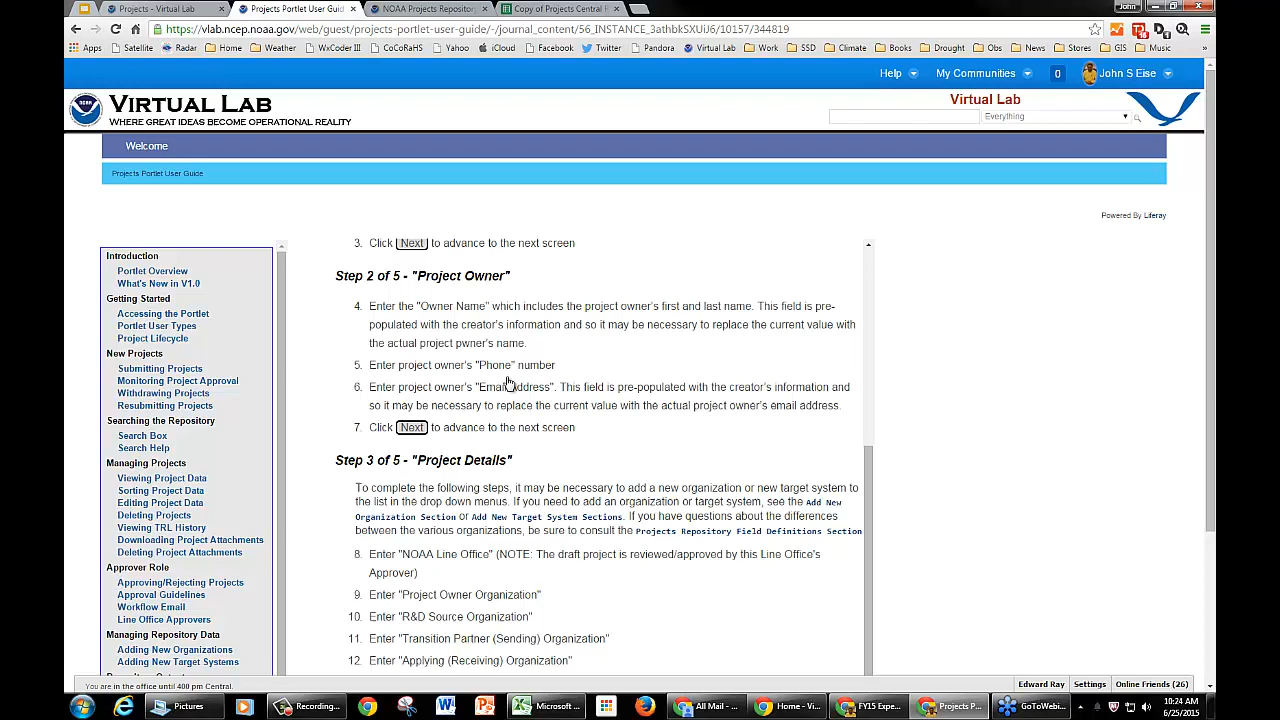 Projects - Virtual Lab
Projects Portlet User Guid
NOAA Projects Repositor
Copy of Projects Central
John
https://vlab.ncep.noaa.gov/web/guest/projects-portlet-user-guide/-/journal_content/56_INSTANCE_3athbkSXUiJ6/10157/344819
Apps Satellite Radar Home Weather WxCoder III CoCoRaHS Yahoo iCloud Facebook Twitter Pandora Virtual Lab Work SSD Climate Books Drought Obs News Stores GIS Music »
Help My Communities 0 John S Eise
VIRTUAL LAB
WHERE GREAT IDEAS BECOME OPERATIONAL REALITY
Virtual Lab
Everything
Welcome
Projects Portlet User Guide
Powered By Liferay
Introduction
Portlet Overview
What's New in V1.0
Getting Started
Accessing the Portlet
Portlet User Types
Project Lifecycle
New Projects
Submitting Projects
Monitoring Project Approval
Withdrawing Projects
Resubmitting Projects
Searching the Repository
Search Box
Search Help
Managing Projects
Viewing Project Data
Sorting Project Data
Editing Project Data
Deleting Projects
Viewing TRL History
Downloading Project Attachments
Deleting Project Attachments
Approver Role
Approving/Rejecting Projects
Approval Guidelines
Workflow Email
Line Office Approvers
Managing Repository Data
Adding New Organizations
Adding New Target Systems
3. Click Next to advance to the next screen
Step 2 of 5 - "Project Owner"
4. Enter the "Owner Name" which includes the project owner's first and last name. This field is pre-
populated with the creator's information and so it may be necessary to replace the current value with
the actual project pwner's name.
5. Enter project owner's "Phone" number
6. Enter project owner's "Email Address". This field is pre-populated with the creator's information and
so it may be necessary to replace the current value with the actual project owner's email address.
7. Click Next to advance to the next screen
Step 3 of 5 - "Project Details"
To complete the following steps, it may be necessary to add a new organization or new target system to
the list in the drop down menus. If you need to add an organization or target system, see the Add New
Organization Section or Add New Target System Sections. If you have questions about the differences
between the various organizations, be sure to consult the Projects Repository Field Definitions Section
8. Enter "NOAA Line Office" (NOTE: The draft project is reviewed/approved by this Line Office's
Approver)
9. Enter "Project Owner Organization"
10. Enter "R&D Source Organization"
11. Enter "Transition Partner (Sending) Organization"
12. Enter "Applying (Receiving) Organization"
You are in the office until 400 pm Central.
Edward Ray Settings Online Friends (26)
Pictures
Recording...
Microsoft ...
All Mail - ...
Home - Vi...
FY15 Expe...
Projects P...
GoToWebi...
10:24 AM
6/25/2015